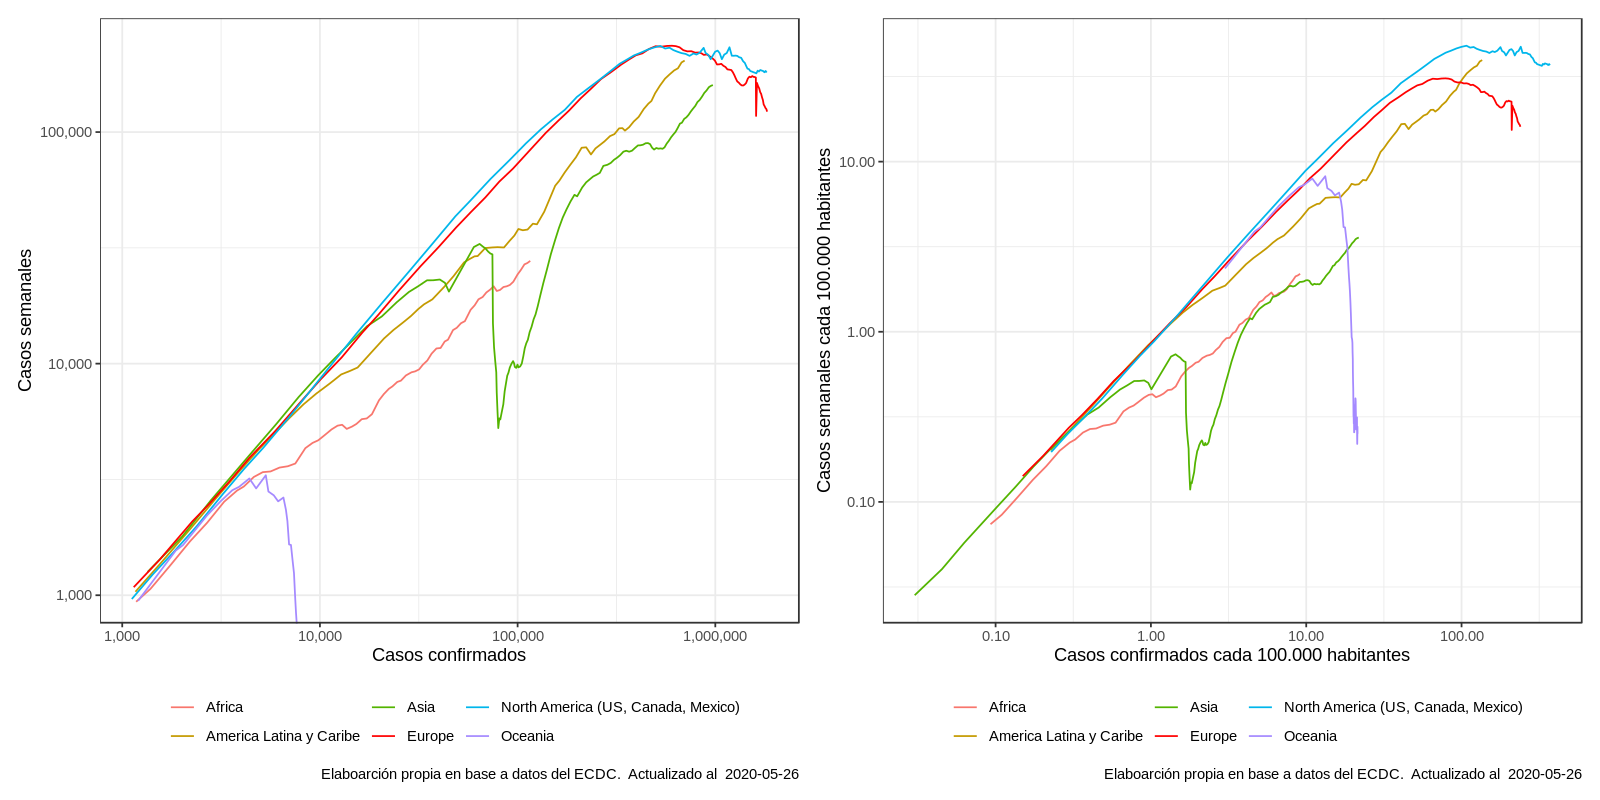 Casos semanales
100,000
10,000
1,000
1,000
10,000
100,000
1,000,000
Casos confirmados
Africa
Asia
North America (US, Canada, Mexico)
America Latina y Caribe
Europe
Oceania
Elaboarción propia en base a datos del ECDC.  Actualizado al  2020-05-26
Casos semanales cada 100.000 habitantes
10.00
1.00
0.10
0.10
1.00
10.00
100.00
Casos confirmados cada 100.000 habitantes
Africa
Asia
North America (US, Canada, Mexico)
America Latina y Caribe
Europe
Oceania
Elaboarción propia en base a datos del ECDC.  Actualizado al  2020-05-26